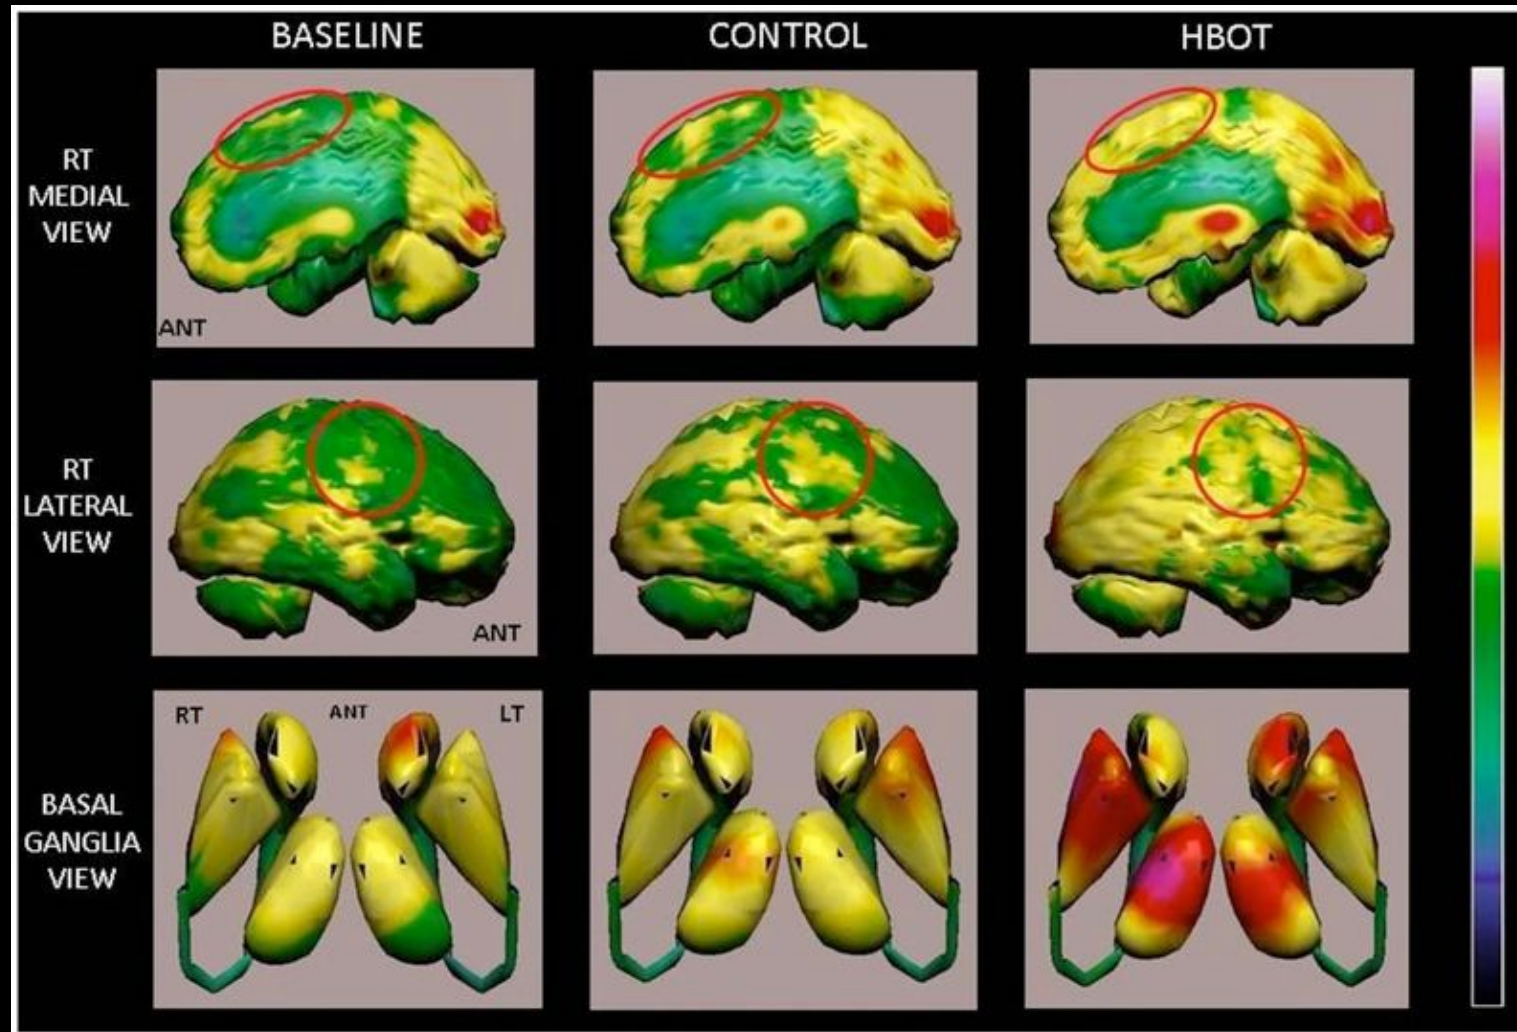 BASELINE
CONTROL
HBOT
RT
MEDIAL
VIEW
ANT
RT
LATERAL
VIEW
ANT
RT
ANT
LT
BASAL
GANGLIA
VIEW